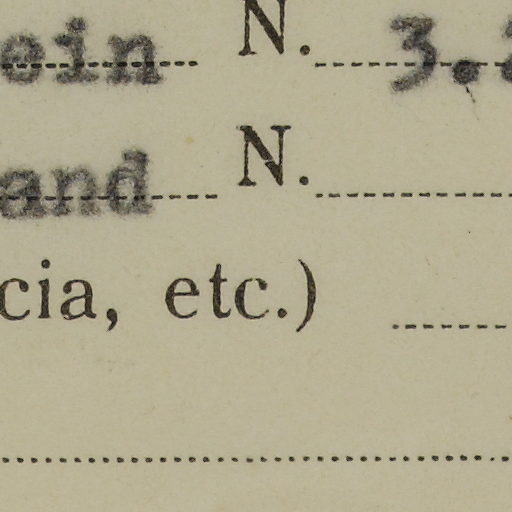 ein N. 3.
and N.
cia, etc.)